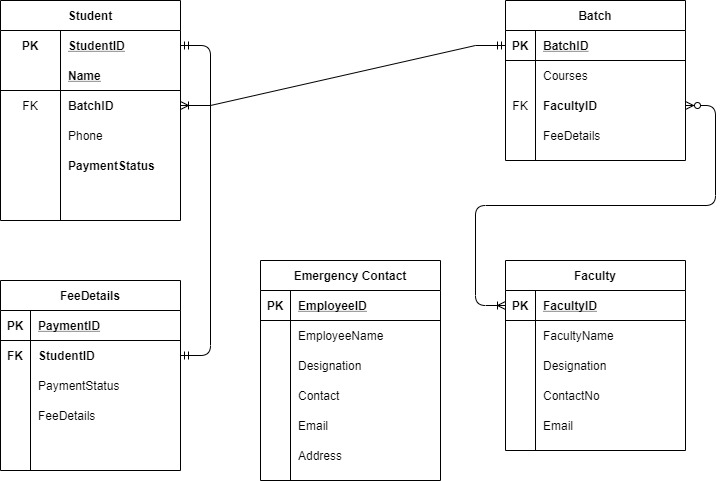 Student
PK StudentID
Name
FK BatchID
Phone
PaymentStatus
Batch
PK BatchID
Courses
FK FacultyID
FeeDetails
FeeDetails
PK PaymentID
FK StudentID
PaymentStatus
FeeDetails
Emergency Contact
PK EmployeeID
EmployeeName
Designation
Contact
Email
Address
Faculty
PK FacultyID
FacultyName
Designation
ContactNo
Email